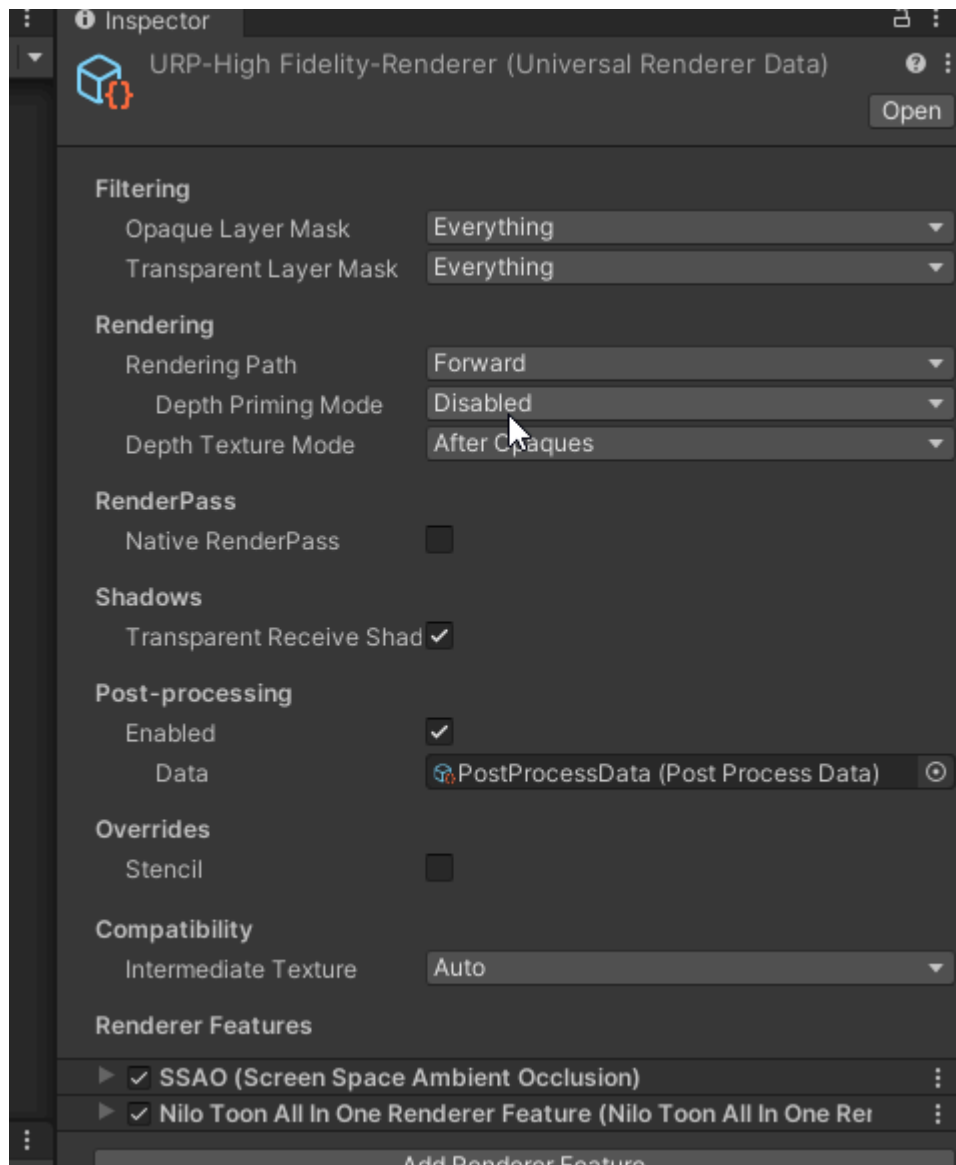 Inspector
URP-High Fidelity-Renderer (Universal Renderer Data)
Open
Filtering
Opaque Layer Mask Everything
Transparent Layer Mask Everything
Rendering
Rendering Path Forward
Depth Priming Mode Disabled
Depth Texture Mode After Opaques
RenderPass
Native RenderPass
Shadows
Transparent Receive Shad
Post-processing
Enabled
Data PostProcessData (Post Process Data)
Overrides
Stencil
Compatibility
Intermediate Texture Auto
Renderer Features
SSAO (Screen Space Ambient Occlusion)
Nilo Toon All In One Renderer Feature (Nilo Toon All In One Rer
Add Renderer Feature